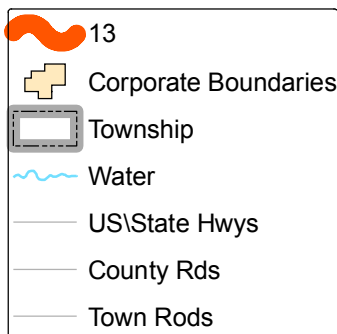 13
Corporate Boundaries
Township
Water
US\State Hwys
County Rds
Town Rods